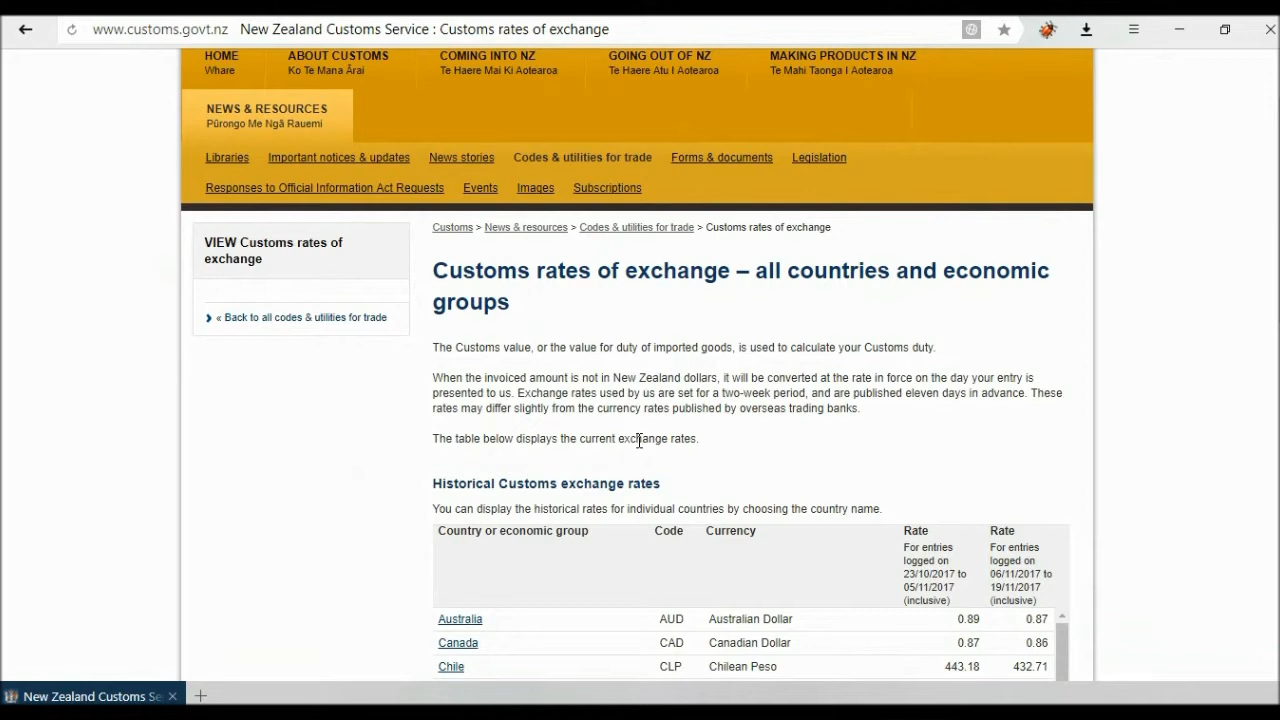 www.customs.govt.nz New Zealand Customs Service : Customs rates of exchange
HOME ABOUT CUSTOMS COMING INTO NZ GOING OUT OF NZ MAKING PRODUCTS IN NZ
Whare Ko Te Mana Ārai Te Haere Mai Ki Aotearoa Te Haere Atu I Aotearoa Te Mahi Taonga I Aotearoa
NEWS & RESOURCES
Pūrongo Me Ngā Rauemi
Libraries Important notices & updates News stories Codes & utilities for trade Forms & documents Legislation
Responses to Official Information Act Requests Events Images Subscriptions
VIEW Customs rates of
exchange
« Back to all codes & utilities for trade
Customs > News & resources > Codes & utilities for trade > Customs rates of exchange
Customs rates of exchange – all countries and economic
groups
The Customs value, or the value for duty of imported goods, is used to calculate your Customs duty.
When the invoiced amount is not in New Zealand dollars, it will be converted at the rate in force on the day your entry is
presented to us. Exchange rates used by us are set for a two-week period, and are published eleven days in advance. These
rates may differ slightly from the currency rates published by overseas trading banks.
The table below displays the current exchange rates.
Historical Customs exchange rates
You can display the historical rates for individual countries by choosing the country name.
Country or economic group Code Currency Rate Rate
For entries For entries
logged on logged on
23/10/2017 to 06/11/2017 to
05/11/2017 19/11/2017
(inclusive) (inclusive)
Australia AUD Australian Dollar 0.89 0.87
Canada CAD Canadian Dollar 0.87 0.86
Chile CLP Chilean Peso 443.18 432.71
New Zealand Customs Se